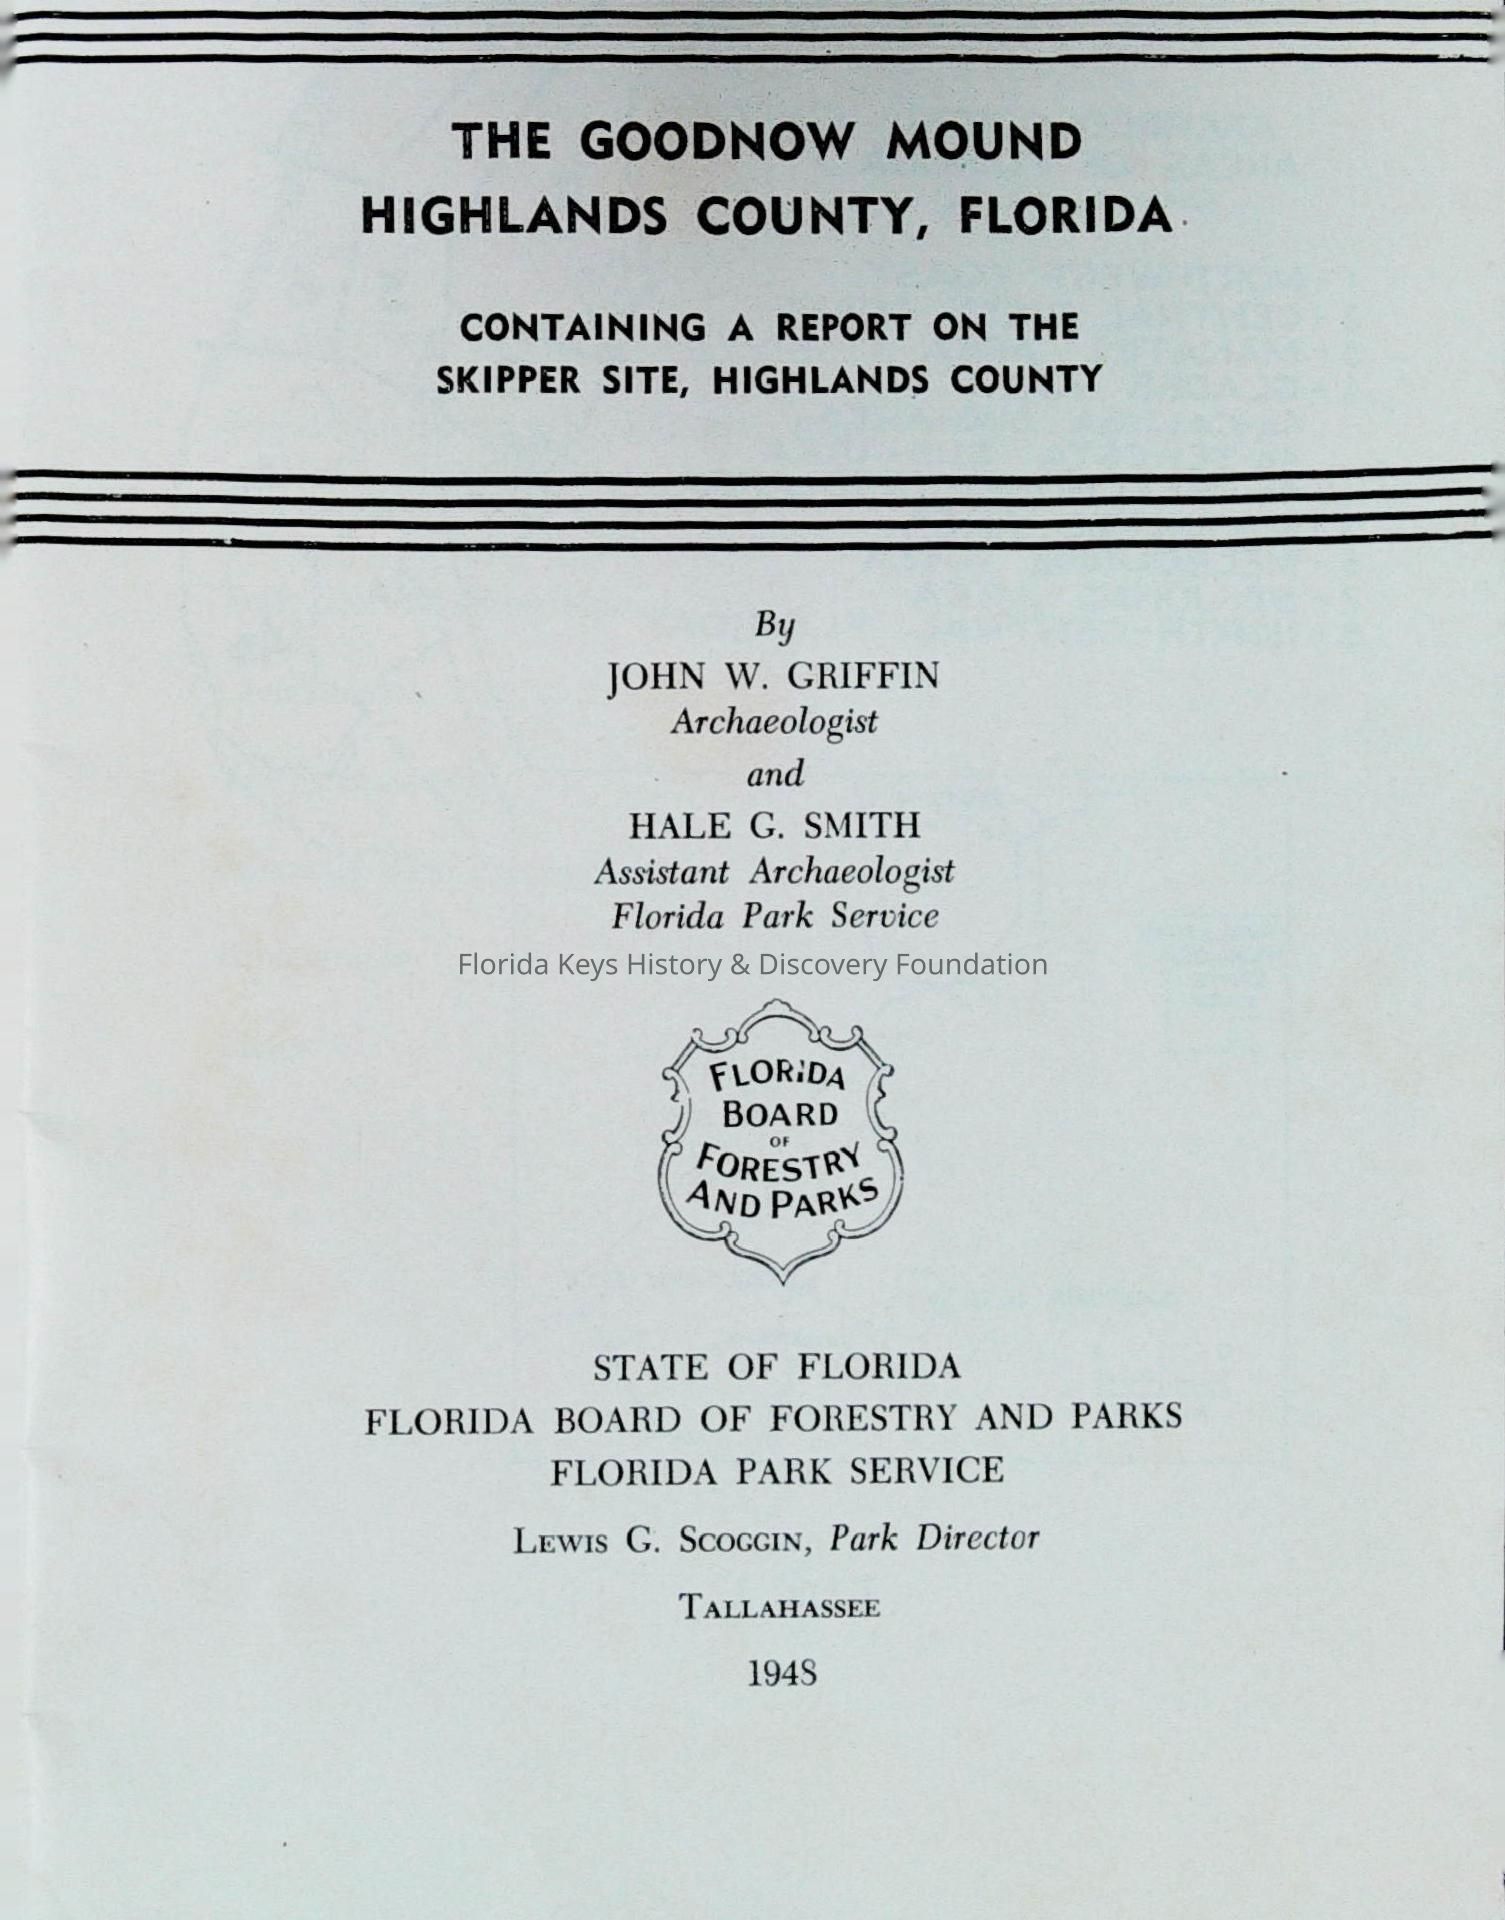 THE GOODNOW MOUND
HIGHLANDS COUNTY, FLORIDA
CONTAINING A REPORT ON THE
SKIPPER SITE, HIGHLANDS COUNTY
By
JOHN W. GRIFFIN
Archaeologist
and
HALE G. SMITH
Assistant Archaeologist
Florida Park Service
Florida Keys History & Discovery Foundation
FLORIDA
BOARD
OF
FORESTRY
AND PARKS
STATE OF FLORIDA
FLORIDA BOARD OF FORESTRY AND PARKS
FLORIDA PARK SERVICE
LEWIS G. SCOGGIN, Park Director
TALLAHASSEE
1948